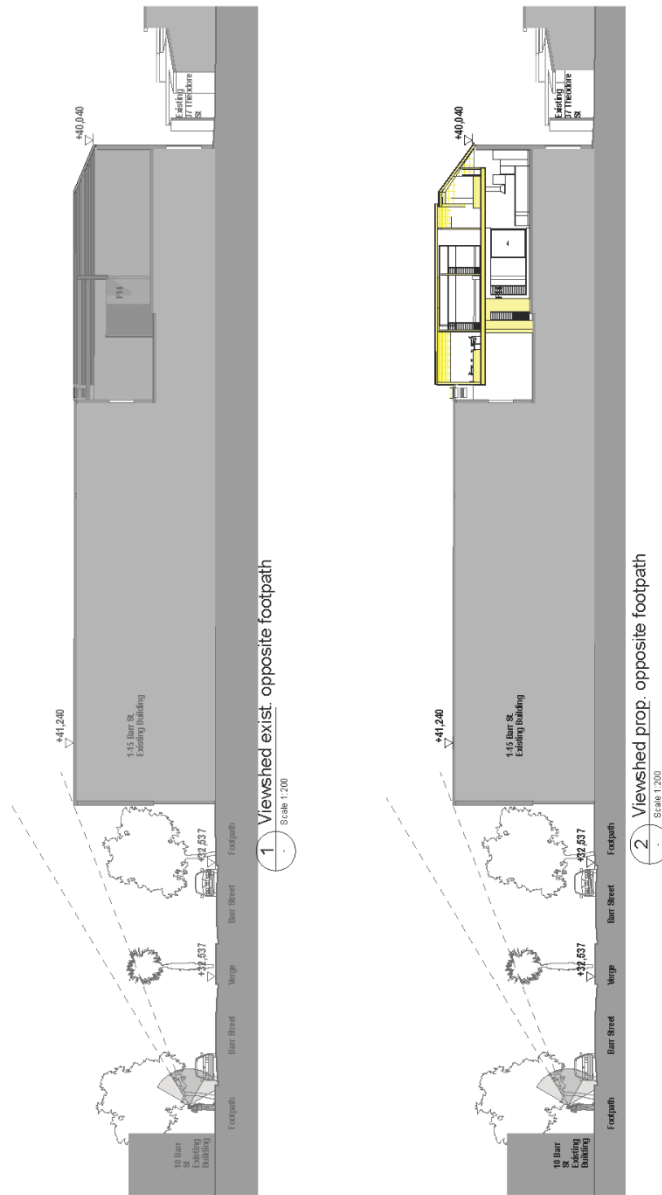 10 Barr
St
Existing
Building
Footpath
Barr Street
Verge
+32,537
Barr Street
+32,537
Footpath
+41,240
1-15 Barr St.
Existing Building
F14
+40,040
Existing
37 Theodore
St
1
-
Viewshed exist. opposite footpath
Scale 1:200
10 Barr
St
Existing
Building
Footpath
Barr Street
Verge
+32,537
Barr Street
+32,537
Footpath
+41,240
1-15 Barr St.
Existing Building
+40,040
Existing
37 Theodore
St
2
-
Viewshed prop. opposite footpath
Scale 1:200